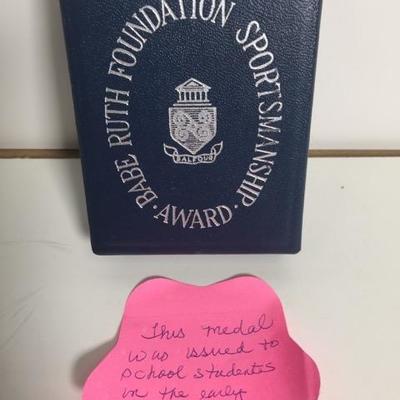 · BABE RUTH FOUNDATION SPORTSMANSHIP · AWARD
BALFOUR
This medal
was issued to
school students
in the early